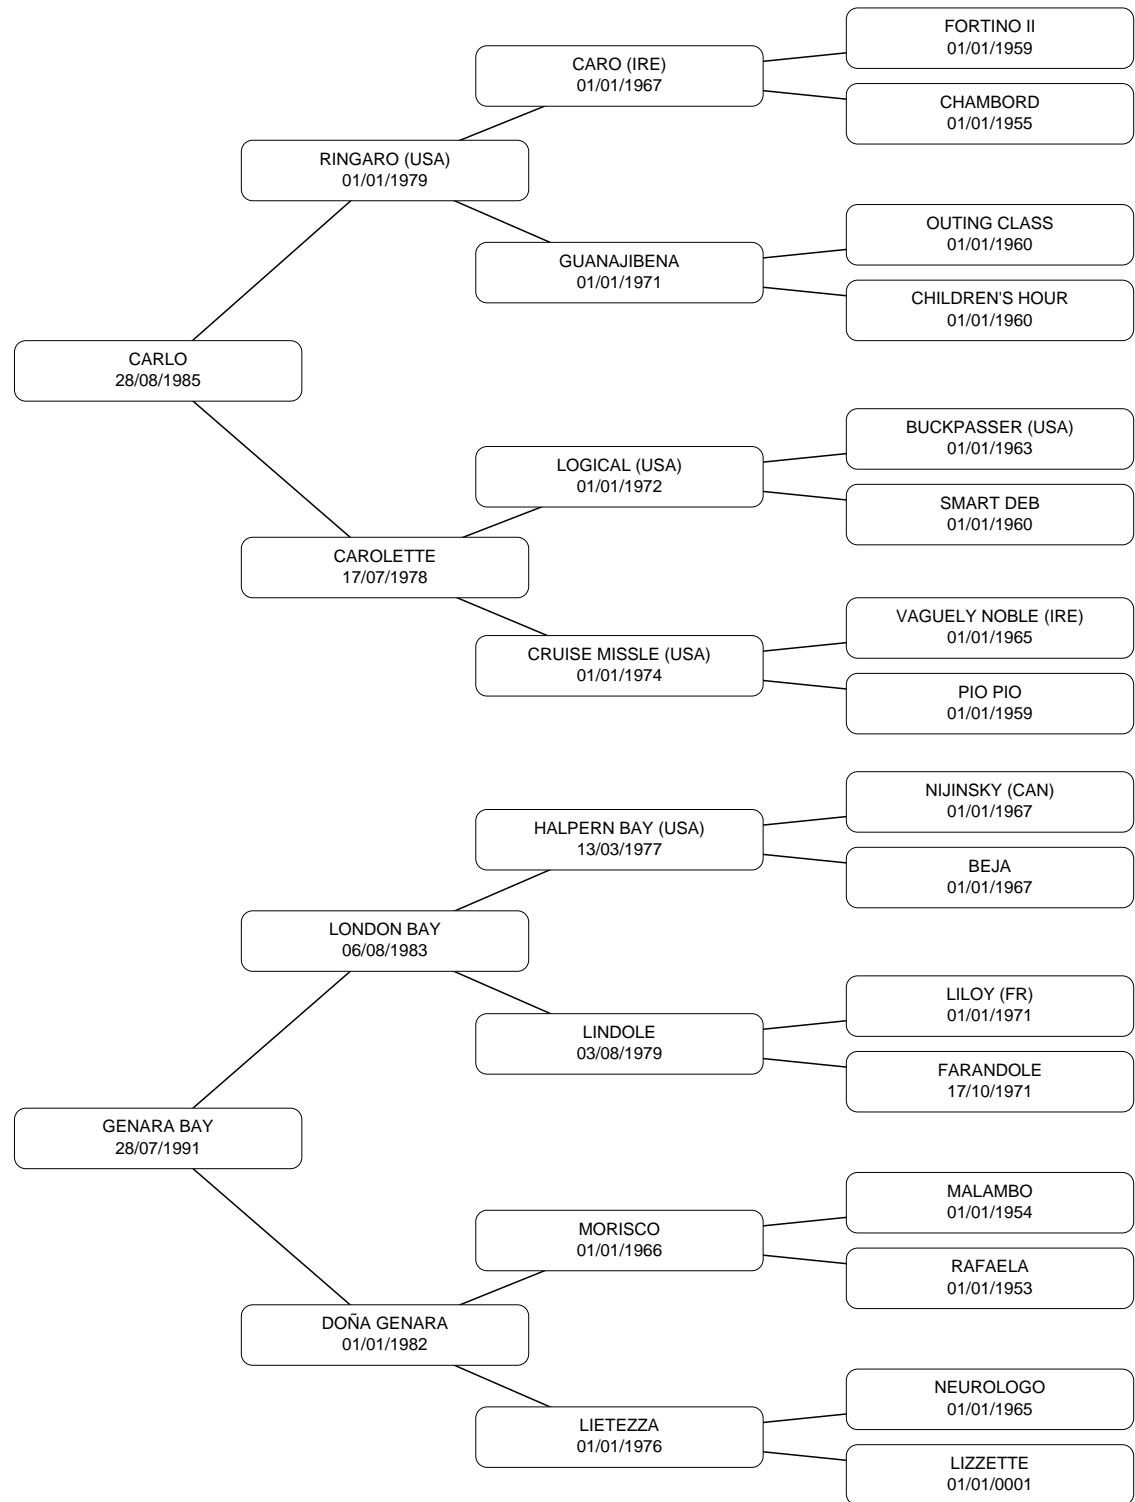 FORTINO II
01/01/1959
CARO (IRE)
01/01/1967
CHAMBORD
01/01/1955
RINGARO (USA)
01/01/1979
OUTING CLASS
01/01/1960
GUANAJIBENA
01/01/1971
CHILDREN'S HOUR
01/01/1960
CARLO
28/08/1985
BUCKPASSER (USA)
01/01/1963
LOGICAL (USA)
01/01/1972
SMART DEB
01/01/1960
CAROLETTE
17/07/1978
VAGUELY NOBLE (IRE)
01/01/1965
CRUISE MISSLE (USA)
01/01/1974
PIO PIO
01/01/1959
NIJINSKY (CAN)
01/01/1967
HALPERN BAY (USA)
13/03/1977
BEJA
01/01/1967
LONDON BAY
06/08/1983
LILOY (FR)
01/01/1971
LINDOLE
03/08/1979
FARANDOLE
17/10/1971
GENARA BAY
28/07/1991
MALAMBO
01/01/1954
MORISCO
01/01/1966
RAFAELA
01/01/1953
DOÑA GENARA
01/01/1982
NEUROLOGO
01/01/1965
LIETEZZA
01/01/1976
LIZZETTE
01/01/0001